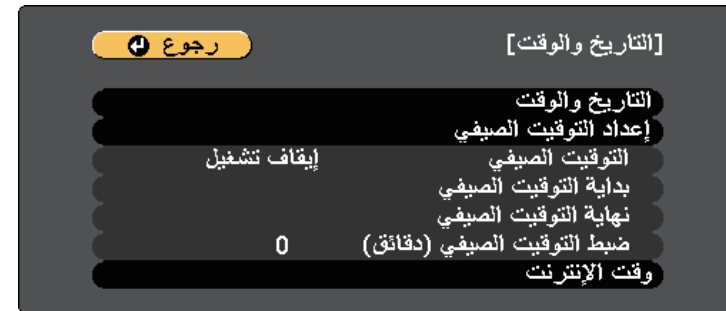 [التاريخ والوقت] رجوع
التاريخ والوقت
إعداد التوقيت الصيفي
التوقيت الصيفي إيقاف تشغيل
بداية التوقيت الصيفي
نهاية التوقيت الصيفي
ضبط التوقيت الصيفي (دقائق) 0
وقت الإنترنت